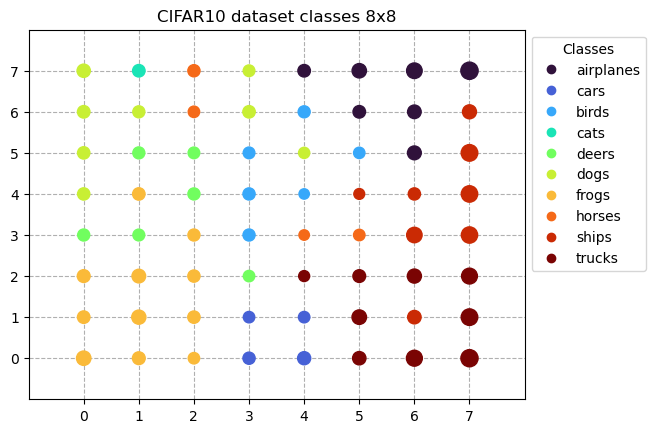 CIFAR10 dataset classes 8x8
7
6
5
4
3
2
1
0
0 1 2 3 4 5 6 7
Classes
airplanes
cars
birds
cats
deers
dogs
frogs
horses
ships
trucks